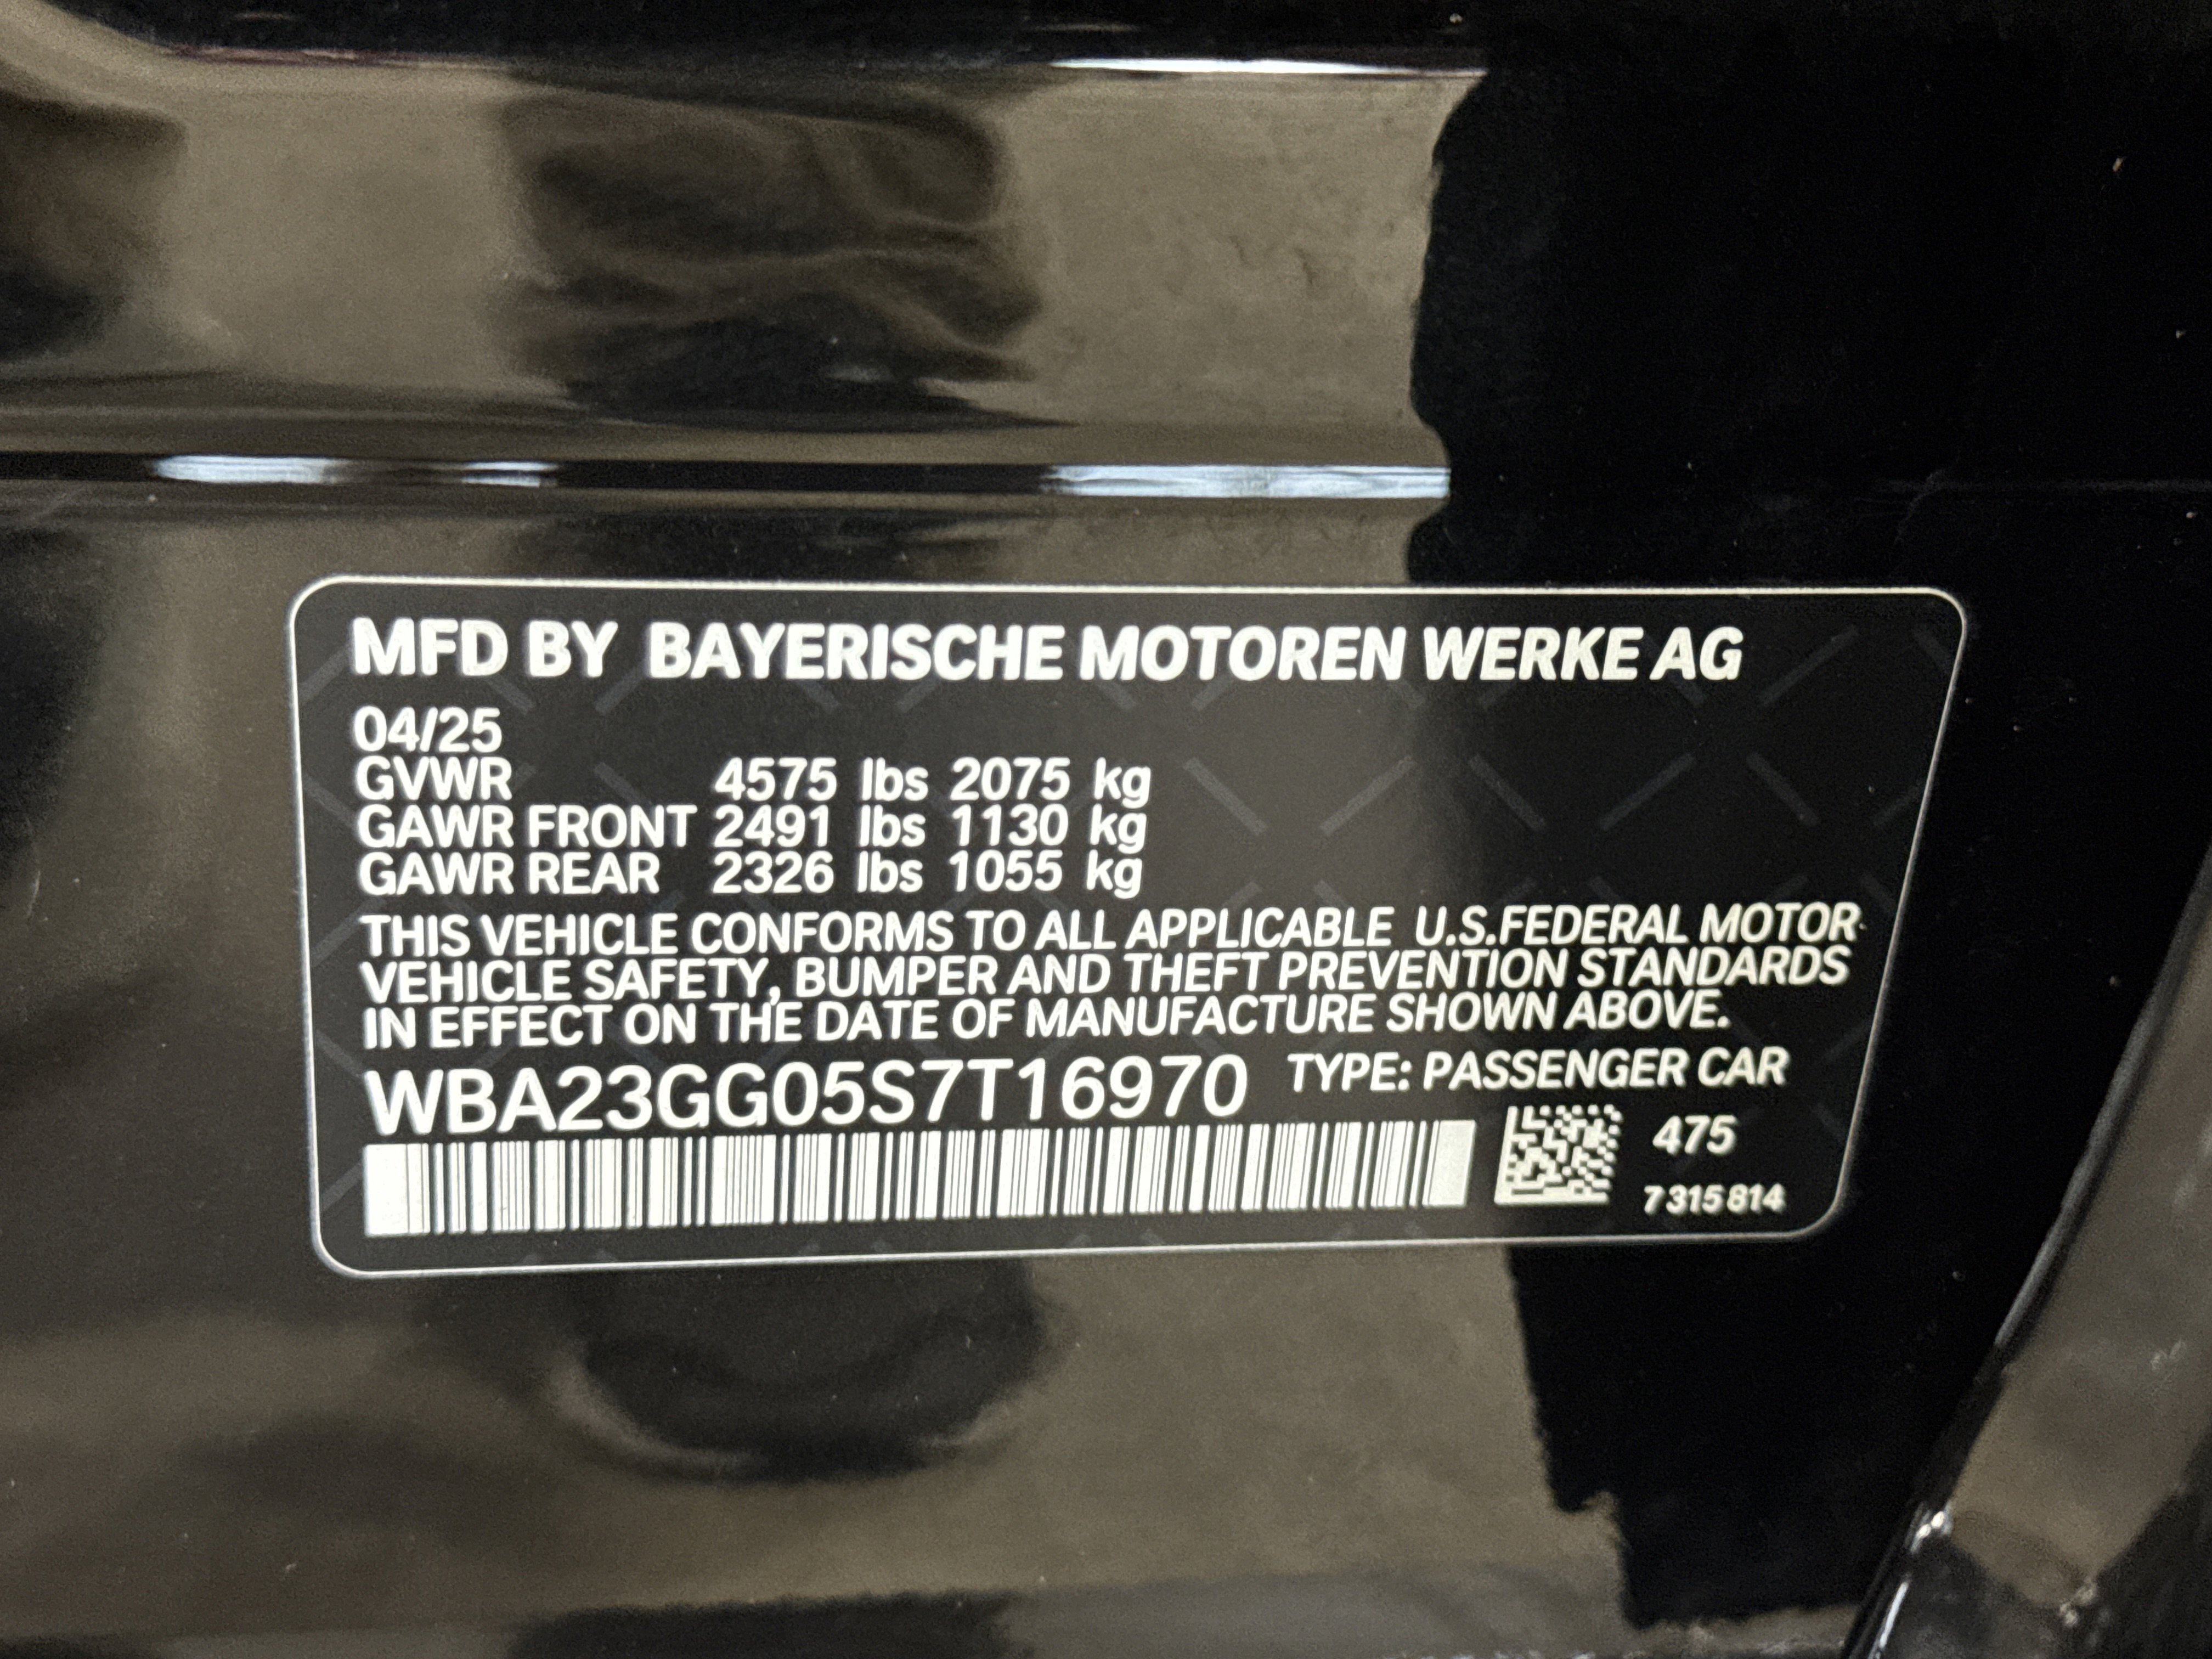 MFD BY BAYERISCHE MOTOREN WERKE AG
04/25
GVWR 4575 lbs 2075 kg
GAWR FRONT 2491 lbs 1130 kg
GAWR REAR 2326 lbs 1055 kg
THIS VEHICLE CONFORMS TO ALL APPLICABLE U.S.FEDERAL MOTOR
VEHICLE SAFETY, BUMPER AND THEFT PREVENTION STANDARDS
IN EFFECT ON THE DATE OF MANUFACTURE SHOWN ABOVE.
WBA23GG05S7T16970 TYPE: PASSENGER CAR
475
7 315 814